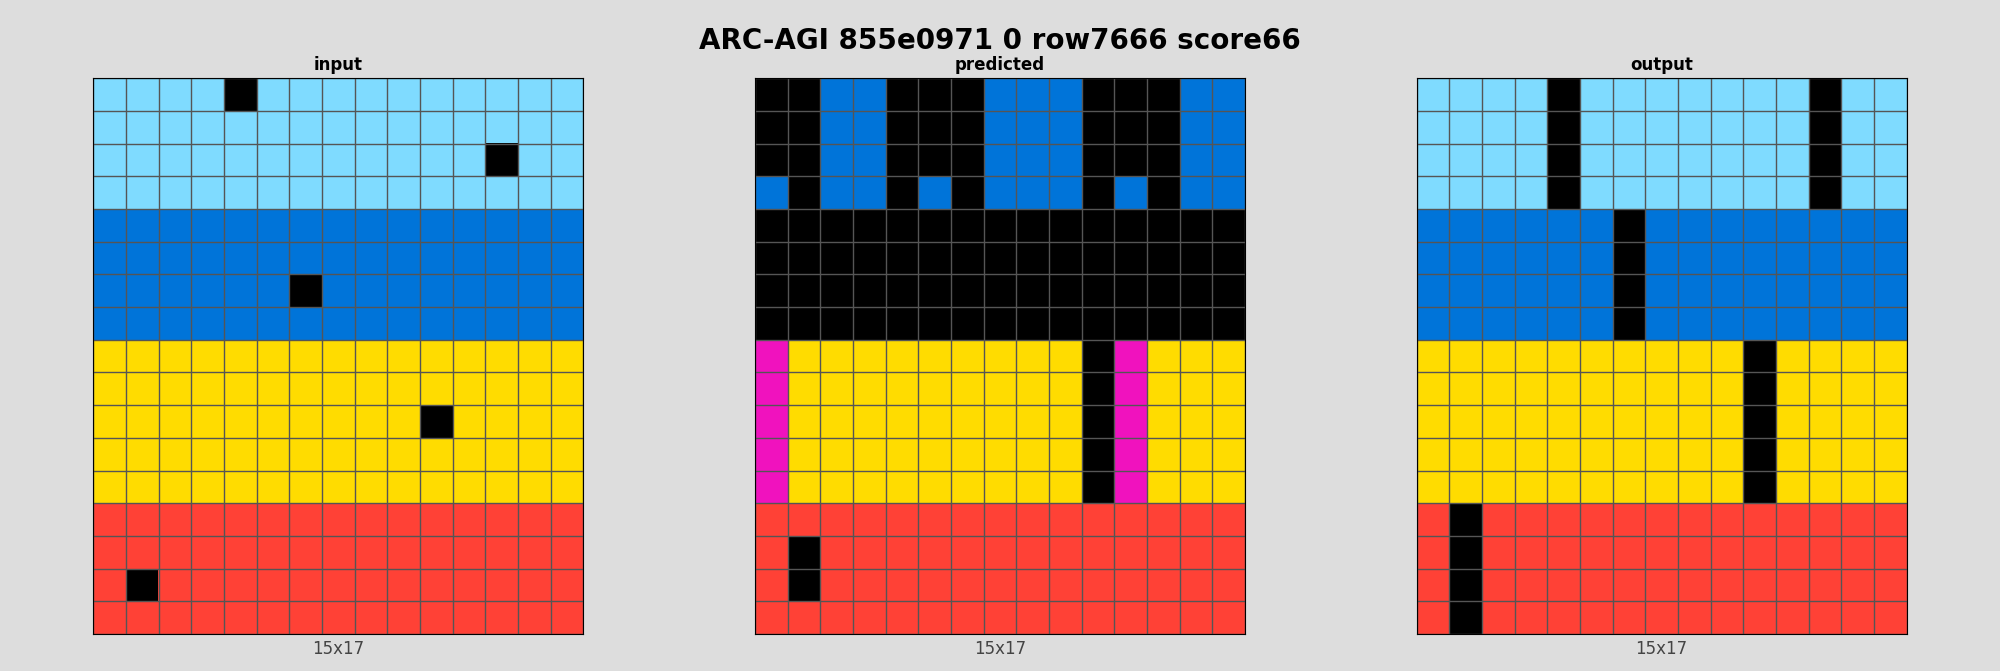 ARC-AGI 855e0971 0 row7666 score66
input
predicted
output
15x17
15x17
15x17